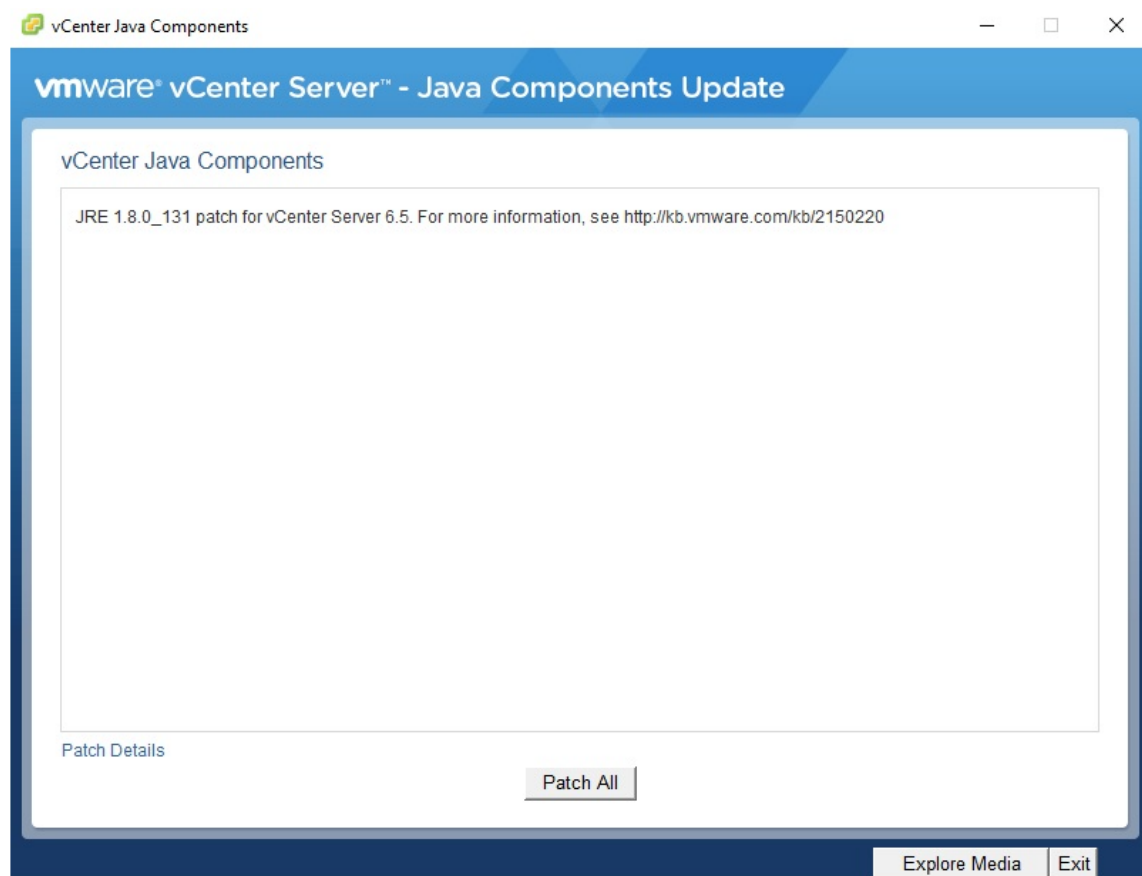 vCenter Java Components
vmware® vCenter Server™ - Java Components Update
vCenter Java Components
JRE 1.8.0_131 patch for vCenter Server 6.5. For more information, see http://kb.vmware.com/kb/2150220
Patch Details
Patch All
Explore Media
Exit